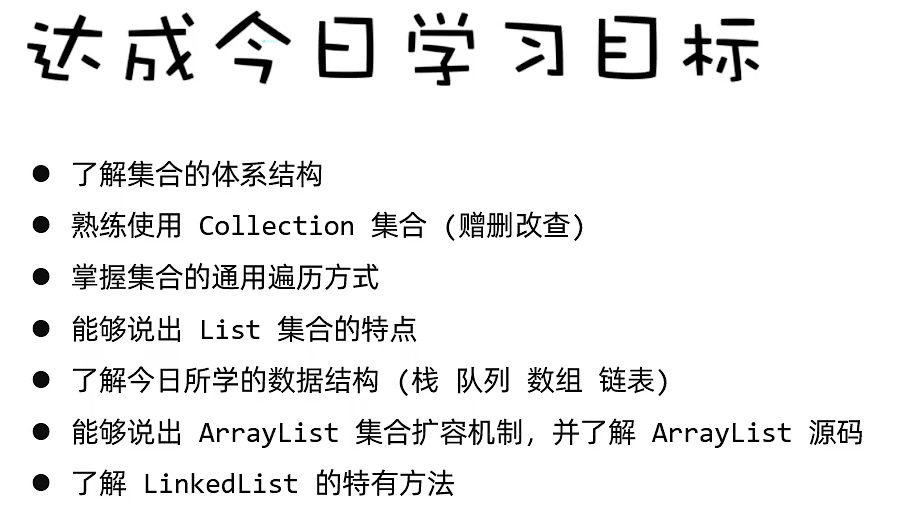 达成今日学习目标
● 了解集合的体系结构
● 熟练使用 Collection 集合 (赠删改查)
● 掌握集合的通用遍历方式
● 能够说出 List 集合的特点
● 了解今日所学的数据结构 (栈 队列 数组 链表)
● 能够说出 ArrayList 集合扩容机制, 并了解 ArrayList 源码
● 了解 LinkedList 的特有方法